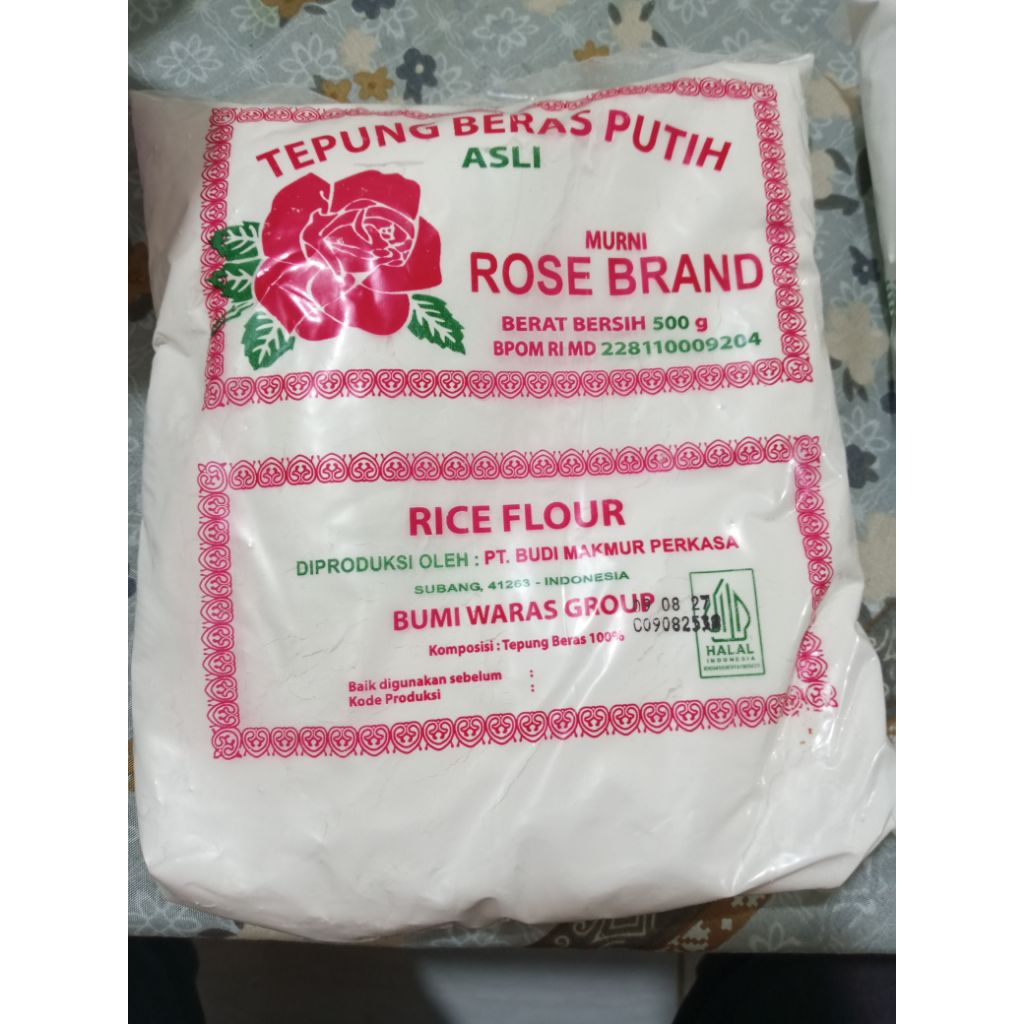 TEPUNG BERAS PUTIH
ASLI
MURNI
ROSE BRAND
BERAT BERSIH 500 g
BPOM RI MD 228110009204
RICE FLOUR
DIPRODUKSI OLEH : PT. BUDI MAKMUR PERKASA
SUBANG, 41263 - INDONESIA
BUMI WARAS GROUP
08 27
Komposisi : Tepung Beras 100%
HALAL
INDONESIA
Baik digunakan sebelum :
Kode Produksi :